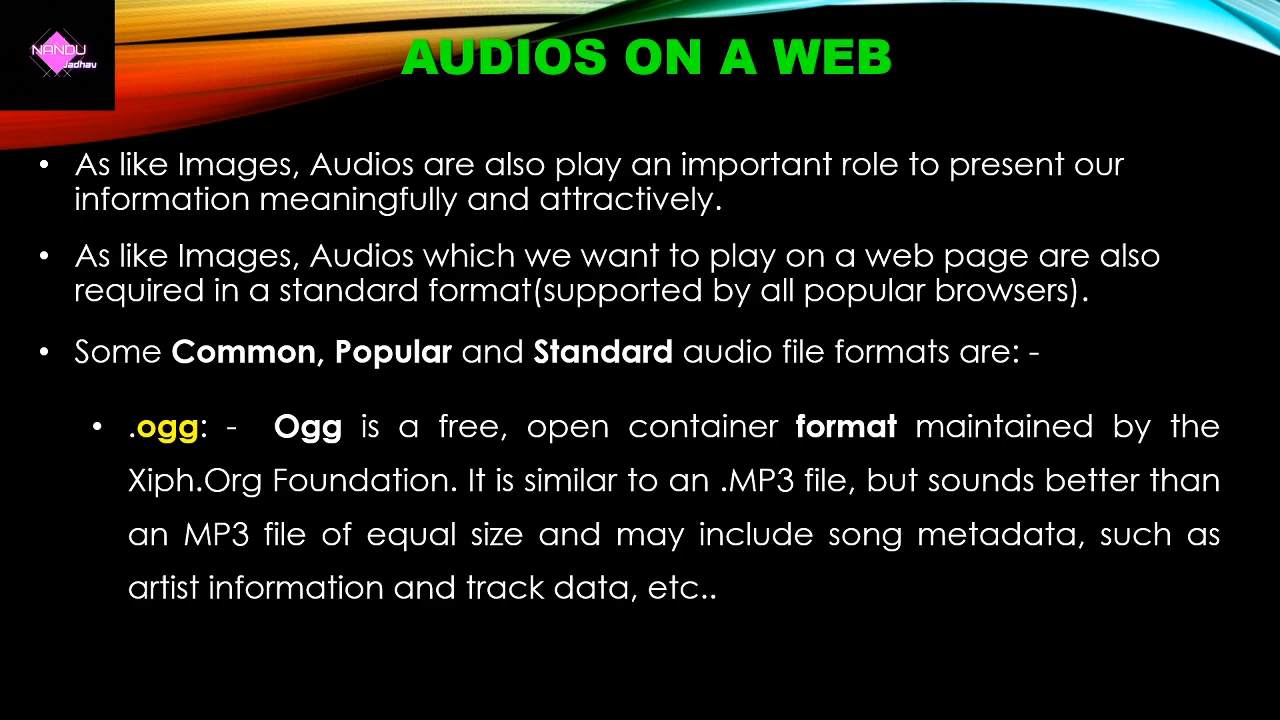 NANDU
Jadhav
AUDIOS ON A WEB
• As like Images, Audios are also play an important role to present our
information meaningfully and attractively.
• As like Images, Audios which we want to play on a web page are also
required in a standard format(supported by all popular browsers).
• Some Common, Popular and Standard audio file formats are: -
• .ogg: - Ogg is a free, open container format maintained by the
Xiph.Org Foundation. It is similar to an .MP3 file, but sounds better than
an MP3 file of equal size and may include song metadata, such as
artist information and track data, etc..